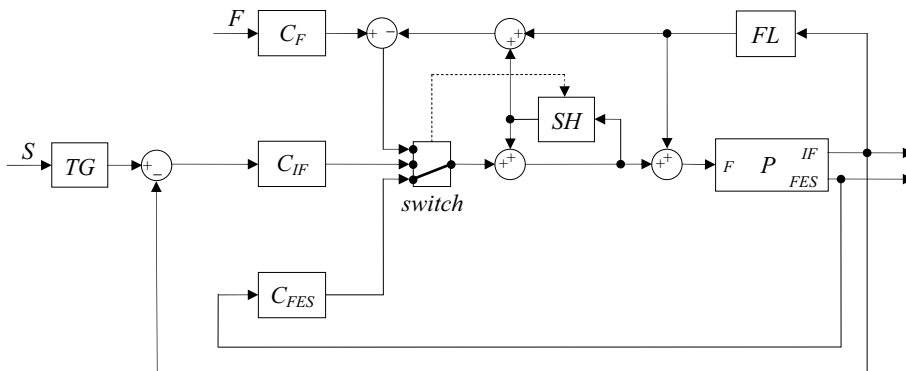 F
C_F
+ −
+
+
FL
S
TG
+ −
C_IF
SH
switch
+ +
+ +
F P IF
FES
C_FES